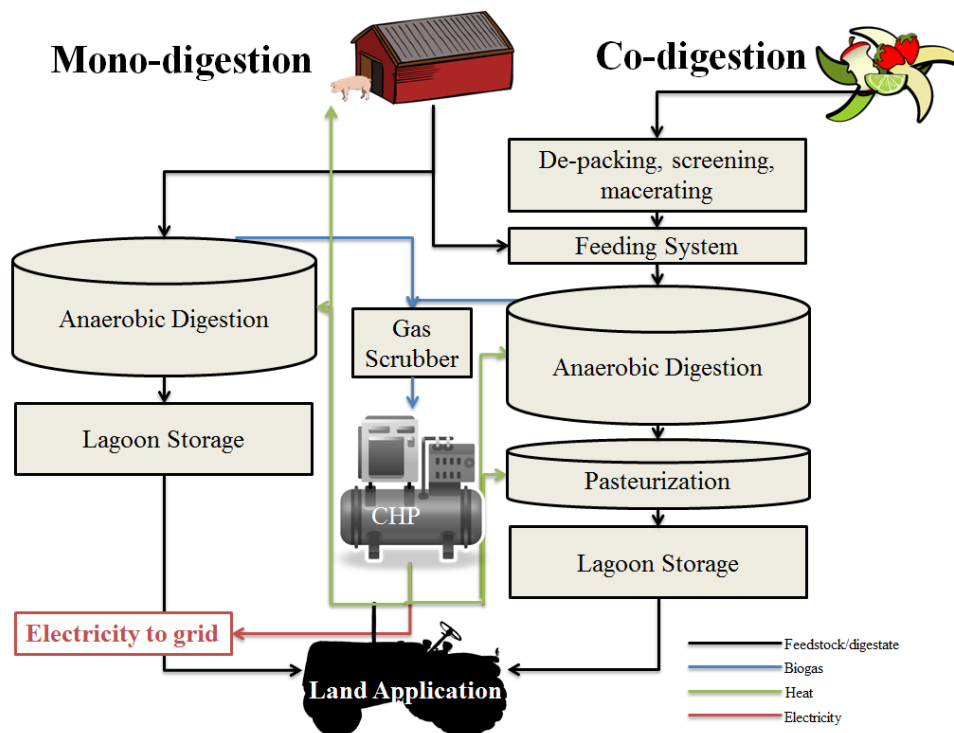 Mono-digestion
Co-digestion
De-packing, screening,
macerating
Feeding System
Anaerobic Digestion
Gas
Scrubber
Anaerobic Digestion
Lagoon Storage
Pasteurization
CHP
Lagoon Storage
Electricity to grid
Land Application
Feedstock/digestate
Biogas
Heat
Electricity